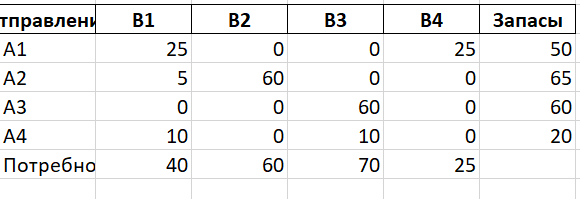 тправлени B1 B2 B3 B4 Запасы
A1 25 0 0 25 50
A2 5 60 0 0 65
A3 0 0 60 0 60
A4 10 0 10 0 20
Потребно 40 60 70 25